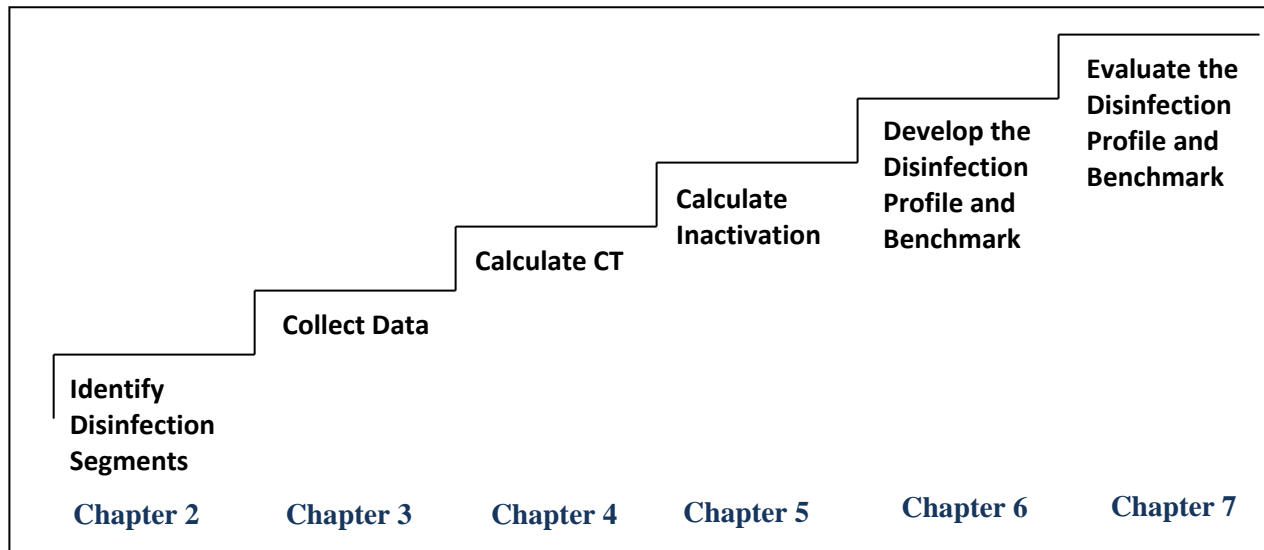 Identify
Disinfection
Segments
Collect Data
Calculate CT
Calculate
Inactivation
Develop the
Disinfection
Profile and
Benchmark
Evaluate the
Disinfection
Profile and
Benchmark
Chapter 2
Chapter 3
Chapter 4
Chapter 5
Chapter 6
Chapter 7